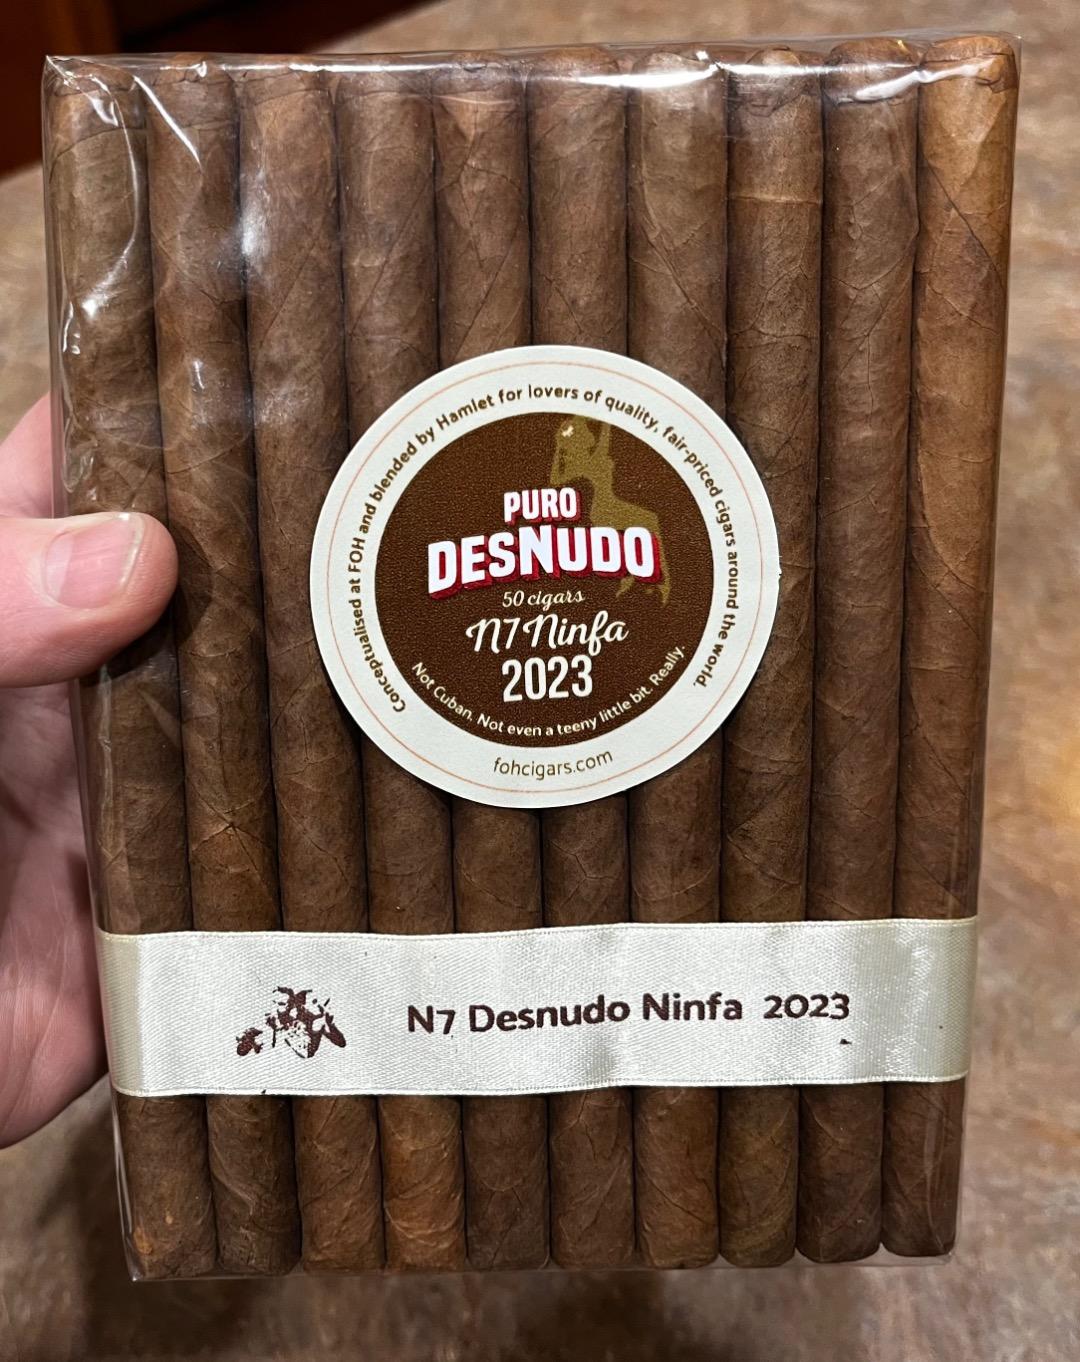 Conceptualised at FOH and blended by Hamlet for lovers of quality, fair-priced cigars around the world.
PURO
DESNUDO
50 cigars
N7 Ninfa
2023
Not Cuban. Not even a teeny little bit. Really.
fohcigars.com
N7 Desnudo Ninfa 2023